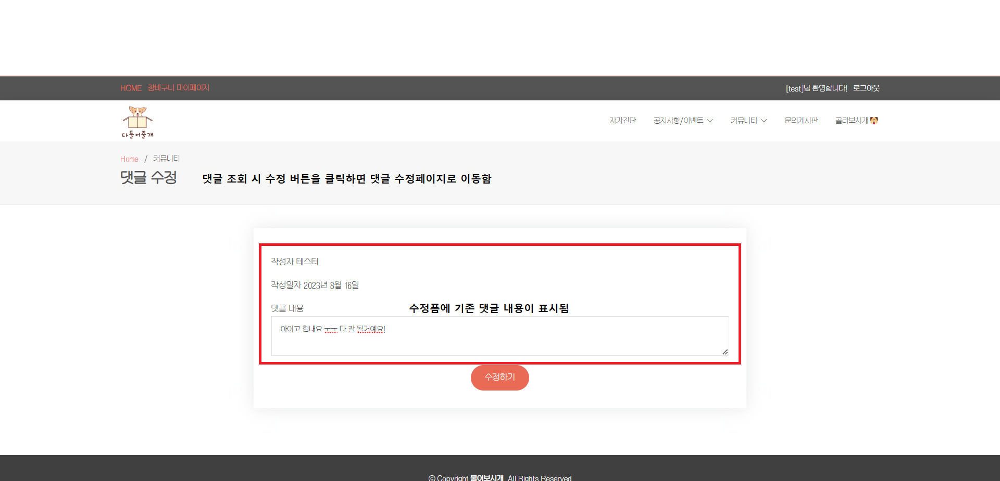 HOME 장바구니 마이페이지 [test]님 환영합니다! 로그아웃
다들어줄개
자가진단 공지사항/이벤트 커뮤니티 문의게시판 골라보시개
Home / 커뮤니티
댓글 수정 댓글 조회 시 수정 버튼을 클릭하면 댓글 수정페이지로 이동함
작성자 테스터
작성일자 2023년 8월 16일
댓글 내용 수정폼에 기존 댓글 내용이 표시됨
아이고 힘내요 ㅜㅜ 다 잘 될거예요!
수정하기
© Copyright 물어보시개. All Rights Reserved